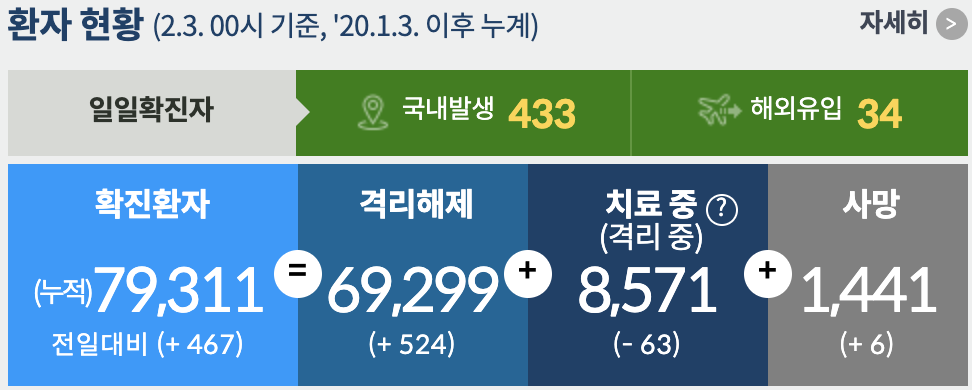 환자 현황 (2.3. 00시 기준, '20.1.3. 이후 누계) 자세히 >
일일확진자 국내발생 433 해외유입 34
확진환자 격리해제 치료 중 ? 사망
(격리 중)
(누적)79,311 = 69,299 + 8,571 + 1,441
전일대비 (+ 467) (+ 524) (- 63) (+ 6)